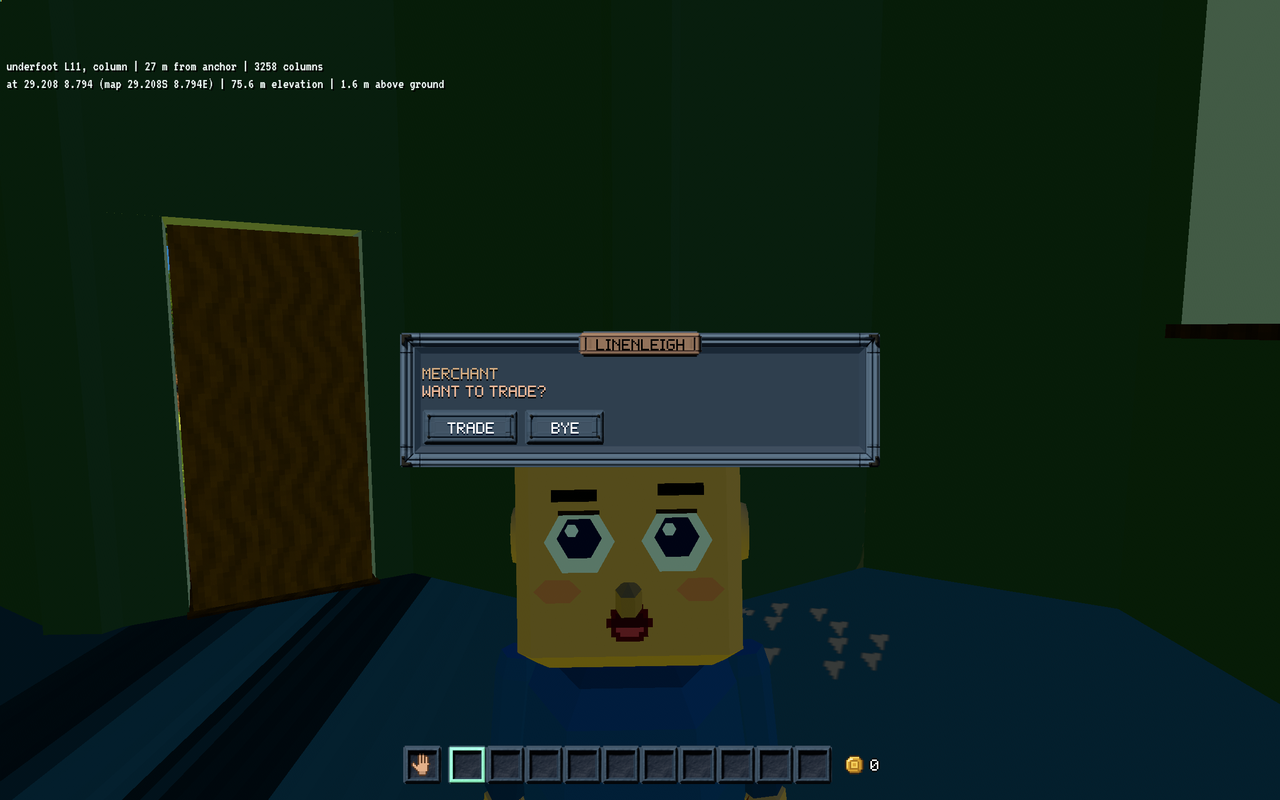 underfoot L11, column | 27 m from anchor | 3258 columns
at 29.208 8.794 (map 29.208S 8.794E) | 75.6 m elevation | 1.6 m above ground
LINENLEIGH
MERCHANT
WANT TO TRADE?
TRADE BYE
0